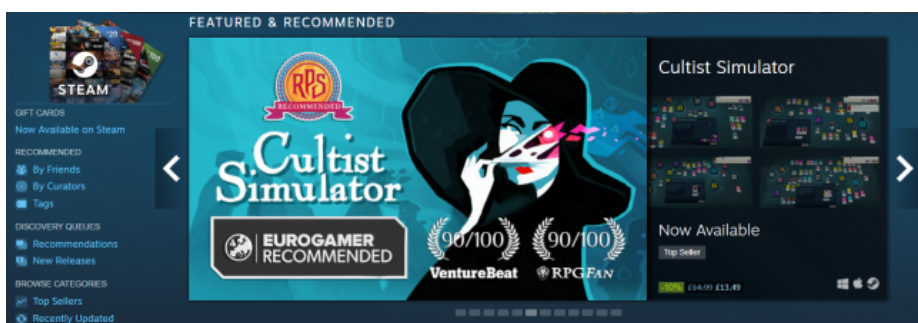 FEATURED & RECOMMENDED
$20
$100
STEAM
GIFT CARDS
Now Available on Steam
RECOMMENDED
By Friends
By Curators
Tags
DISCOVERY QUEUES
Recommendations
New Releases
BROWSE CATEGORIES
Top Sellers
Recently Updated
RPS
RECOMMENDED
Cultist
Simulator
EUROGAMER
RECOMMENDED
90/100
VentureBeat
90/100
RPGFAN
Cultist Simulator
Now Available
Top Seller
-10% £14.99 £13.49